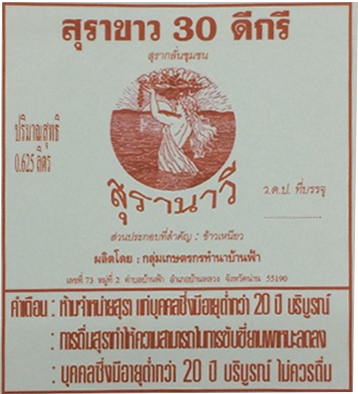 สุราขาว 30 ดีกรี
สุรากลั่นชุมชน
ปริมาณสุทธิ
0.625 ลิตร
สุรานาวี
ว.ด.ป. ที่บรรจุ
ส่วนประกอบที่สำคัญ : ข้าวเหนียว
ผลิตโดย : กลุ่มเกษตรกรทำนาบ้านฟ้า
เลขที่ 73 หมู่ที่ 2 ตำบลบ้านฟ้า อำเภอบ้านหลวง จังหวัดน่าน 55190
คำเตือน : ห้ามจำหน่ายสุรา แก่บุคคลซึ่งมีอายุต่ำกว่า 20 ปี บริบูรณ์
: การดื่มสุราทำให้ความสามารถในการขับขี่ยานพาหนะลดลง
: บุคคลซึ่งมีอายุต่ำกว่า 20 ปี บริบูรณ์ ไม่ควรดื่ม